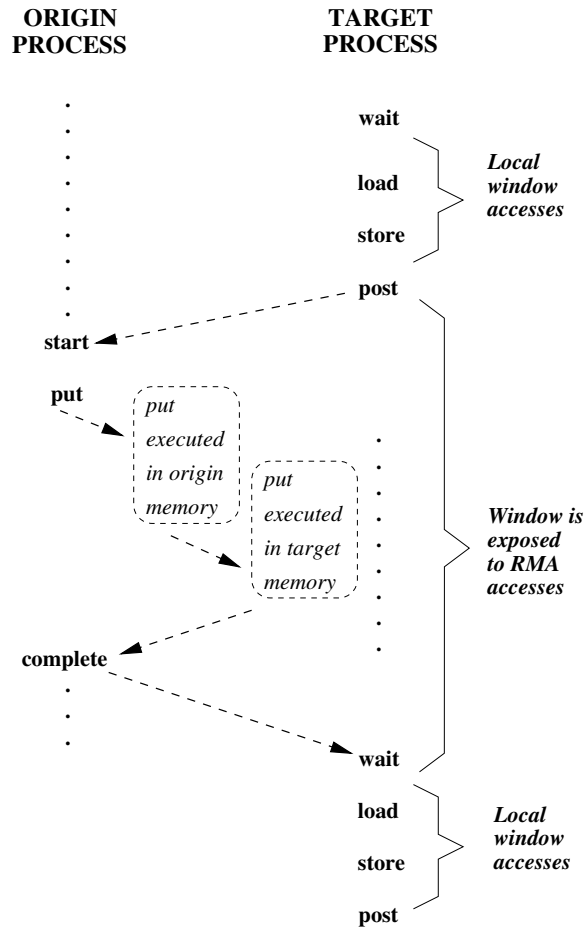 ORIGIN
PROCESS
TARGET
PROCESS
wait
load
store
Local
window
accesses
post
start
put
put
executed
in origin
memory
put
executed
in target
memory
Window is
exposed
to RMA
accesses
complete
wait
load
store
post
Local
window
accesses